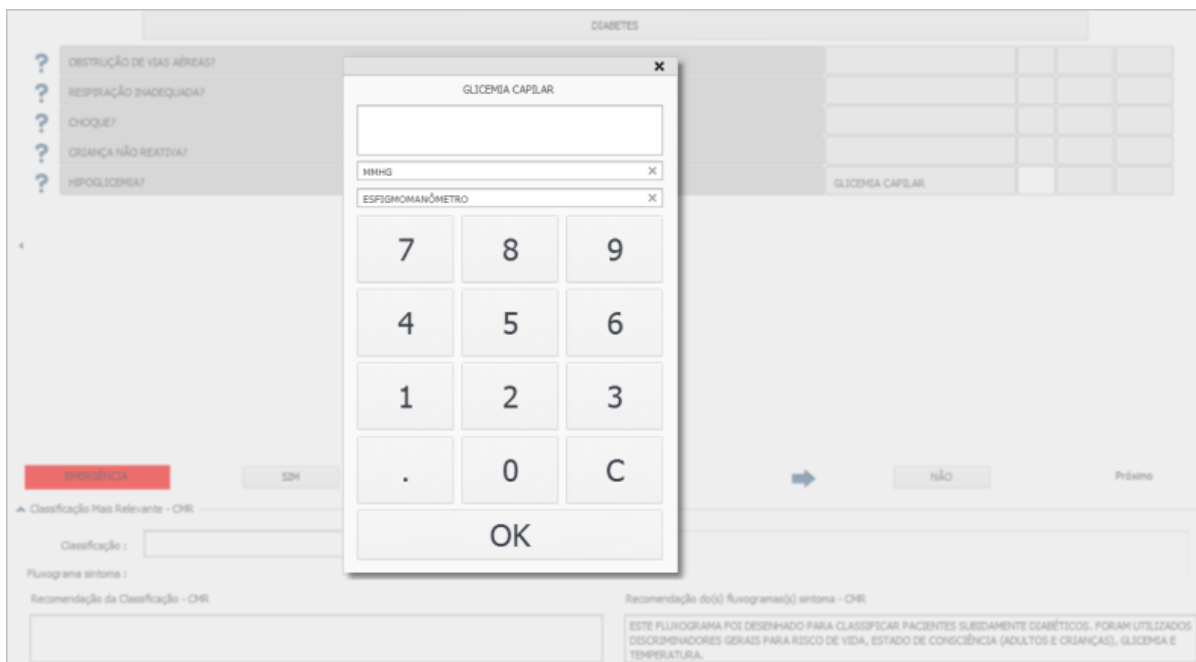 DIABETES
? OBSTRUÇÃO DE VIAS AÉREAS?
? RESPIRAÇÃO INADEQUADA?
? CHOQUE?
? CRIANÇA NÃO REATIVA?
? HIPOGLICEMIA? GLICEMIA CAPILAR
GLICEMIA CAPILAR
MMHG
ESFIGMOMANÔMETRO
7 8 9
4 5 6
1 2 3
. 0 C
OK
EMERGÊNCIA SIM NÃO Próximo
Classificação Mais Relevante - CMR
Classificação :
Fluxograma sintoma :
Recomendação da Classificação - CMR
Recomendação do(s) fluxogramas(s) sintoma - CMR
ESTE FLUXOGRAMA FOI DESENHADO PARA CLASSIFICAR PACIENTES SUBIDAMENTE DIABÉTICOS. FORAM UTILIZADOS
DISCRIMINADORES GERAIS PARA RISCO DE VIDA, ESTADO DE CONSCIÊNCIA (ADULTOS E CRIANÇAS), GLICEMIA E
TEMPERATURA.